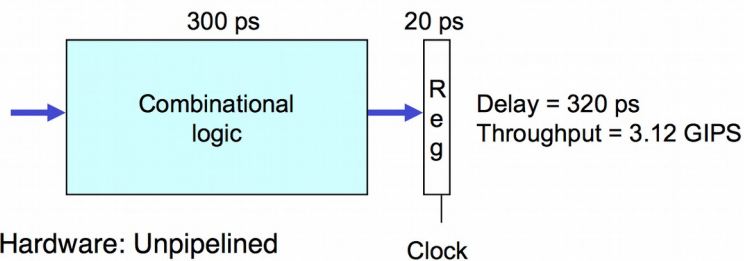 300 ps
20 ps
Combinational
logic
R
e
g
Delay = 320 ps
Throughput = 3.12 GIPS
Hardware: Unpipelined
Clock